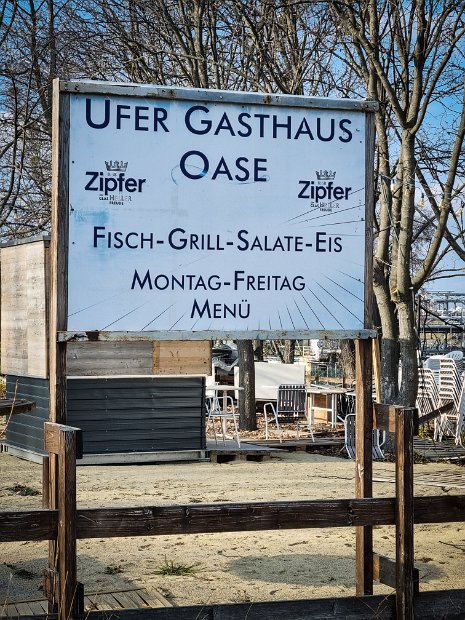 UFER GASTHAUS
OASE
Zipfer
Zipfer
FISCH-GRILL-SALATE-EIS
MONTAG-FREITAG
MENÜ